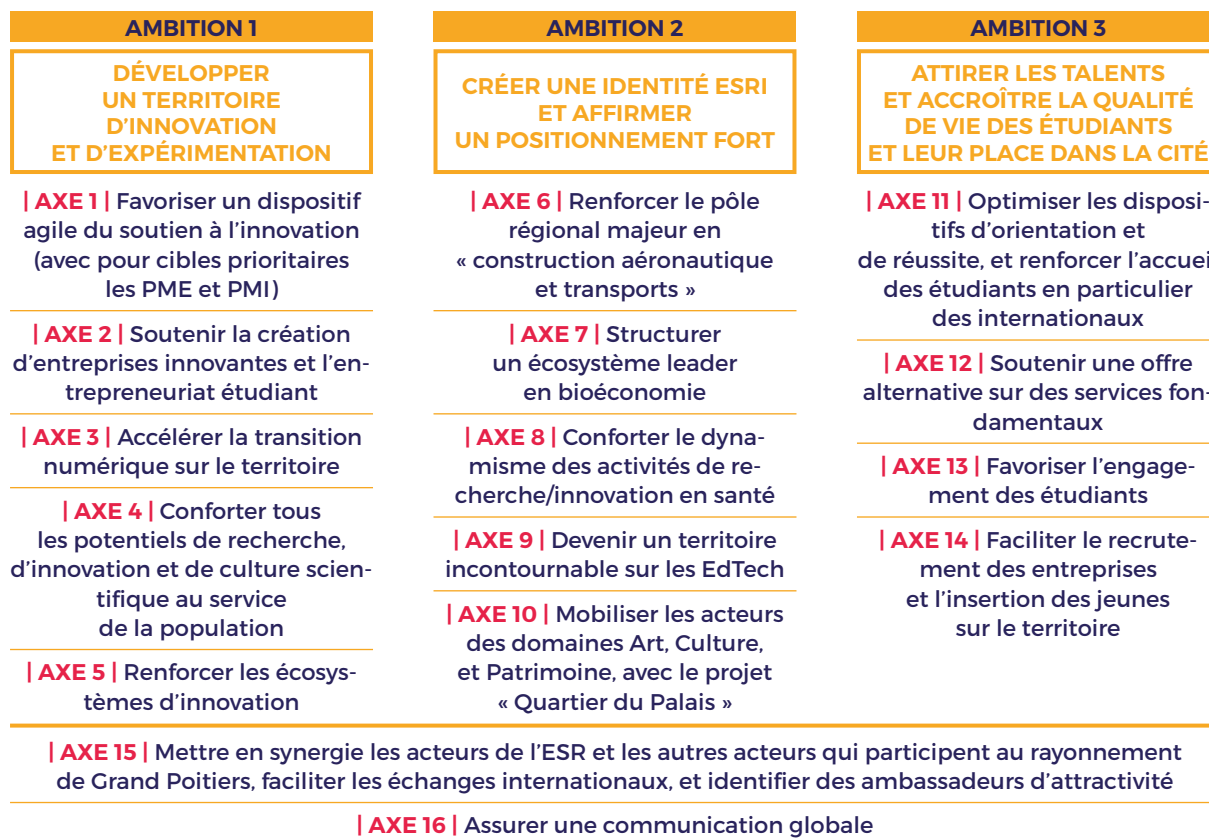 AMBITION 1
DÉVELOPPER
UN TERRITOIRE
D'INNOVATION
ET D'EXPÉRIMENTATION
| AXE 1 | Favoriser un dispositif
agile du soutien à l'innovation
(avec pour cibles prioritaires
les PME et PMI)
| AXE 2 | Soutenir la création
d'entreprises innovantes et l'en-
trepreneuriat étudiant
| AXE 3 | Accélérer la transition
numérique sur le territoire
| AXE 4 | Conforter tous
les potentiels de recherche,
d'innovation et de culture scien-
tifique au service
de la population
| AXE 5 | Renforcer les écosys-
tèmes d'innovation
AMBITION 2
CRÉER UNE IDENTITÉ ESRI
ET AFFIRMER
UN POSITIONNEMENT FORT
| AXE 6 | Renforcer le pôle
régional majeur en
« construction aéronautique
et transports »
| AXE 7 | Structurer
un écosystème leader
en bioéconomie
| AXE 8 | Conforter le dyna-
misme des activités de re-
cherche/innovation en santé
| AXE 9 | Devenir un territoire
incontournable sur les EdTech
| AXE 10 | Mobiliser les acteurs
des domaines Art, Culture,
et Patrimoine, avec le projet
« Quartier du Palais »
AMBITION 3
ATTIRER LES TALENTS
ET ACCROÎTRE LA QUALITÉ
DE VIE DES ÉTUDIANTS
ET LEUR PLACE DANS LA CITÉ
| AXE 11 | Optimiser les disposi-
tifs d'orientation et
de réussite, et renforcer l'accuei
des étudiants en particulier
des internationaux
| AXE 12 | Soutenir une offre
alternative sur des services fon-
damentaux
| AXE 13 | Favoriser l'engage-
ment des étudiants
| AXE 14 | Faciliter le recrute-
ment des entreprises
et l'insertion des jeunes
sur le territoire
| AXE 15 | Mettre en synergie les acteurs de l'ESR et les autres acteurs qui participent au rayonnement
de Grand Poitiers, faciliter les échanges internationaux, et identifier des ambassadeurs d'attractivité
| AXE 16 | Assurer une communication globale